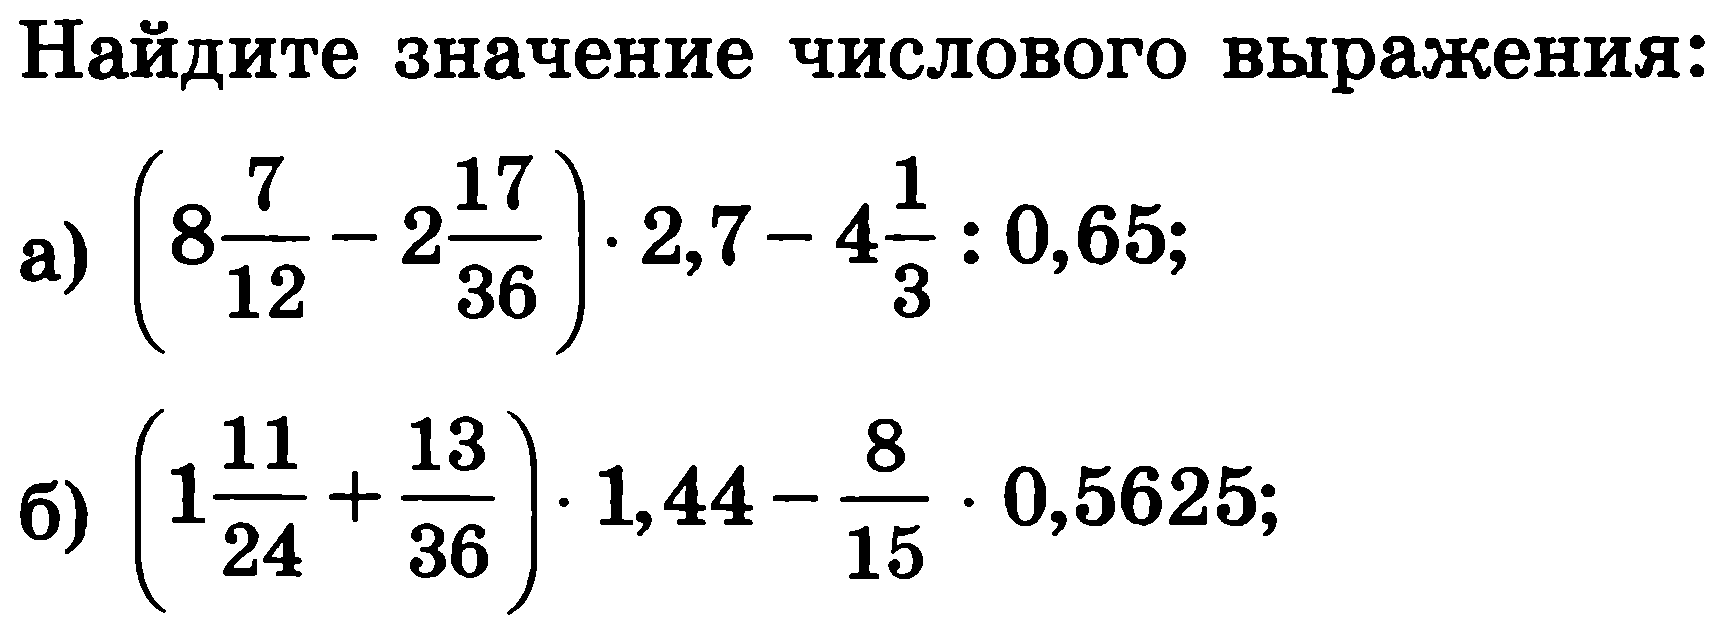 Найдите значение числового выражения:
а) (8 7/12 − 2 17/36) · 2,7 − 4 1/3 : 0,65;
б) (1 11/24 + 13/36) · 1,44 − 8/15 · 0,5625;